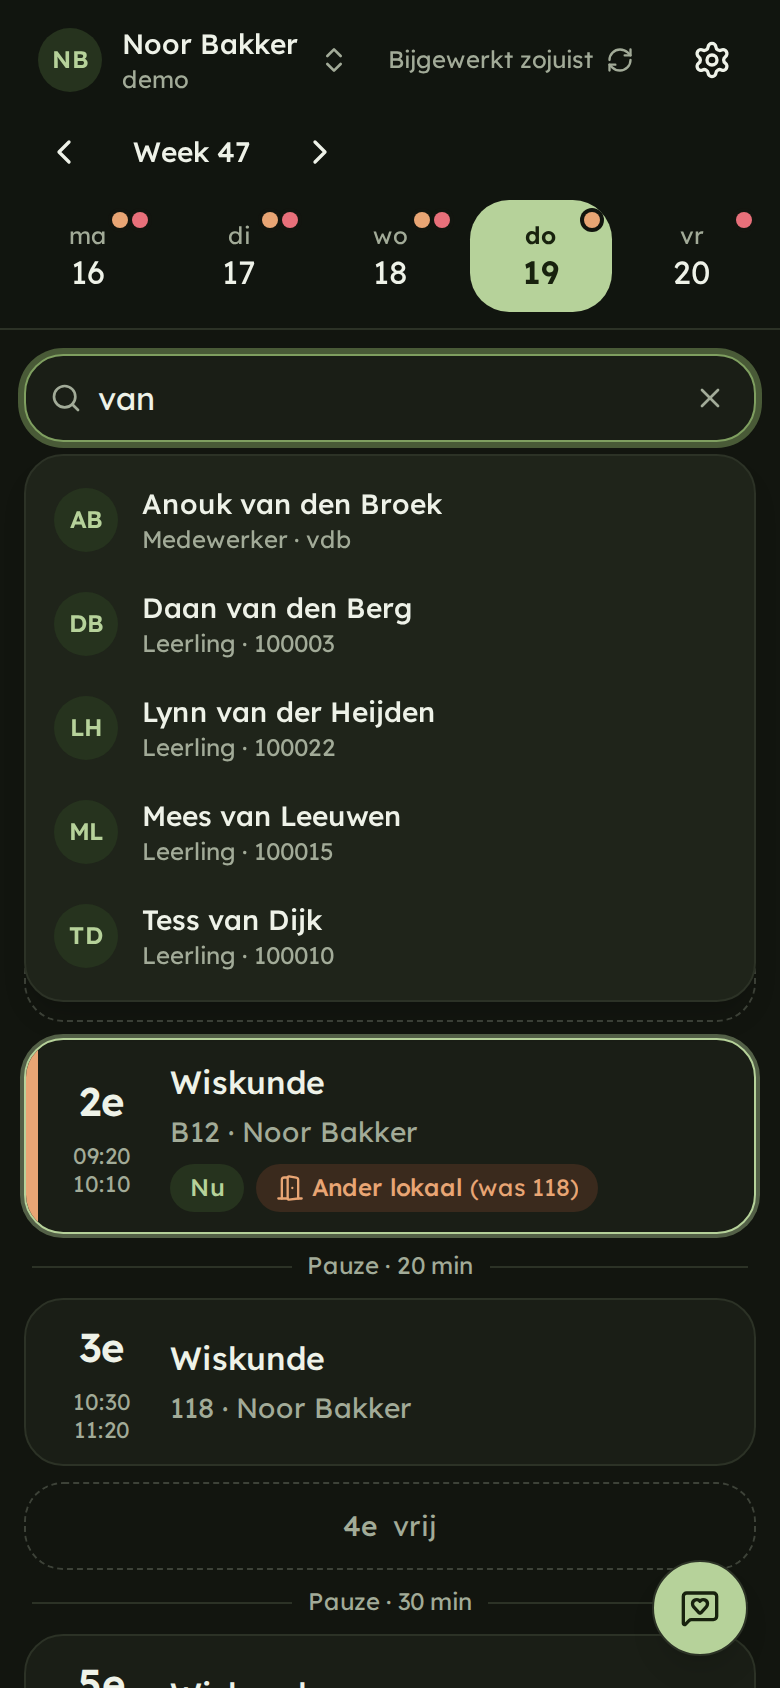 NB
Noor Bakker
demo
Bijgewerkt zojuist
Week 47
ma
16
di
17
wo
18
do
19
vr
20
van
AB
Anouk van den Broek
Medewerker · vdb
DB
Daan van den Berg
Leerling · 100003
LH
Lynn van der Heijden
Leerling · 100022
ML
Mees van Leeuwen
Leerling · 100015
TD
Tess van Dijk
Leerling · 100010
2e
09:20
10:10
Wiskunde
B12 · Noor Bakker
Nu
Ander lokaal (was 118)
Pauze · 20 min
3e
10:30
11:20
Wiskunde
118 · Noor Bakker
4e vrij
Pauze · 30 min
5e